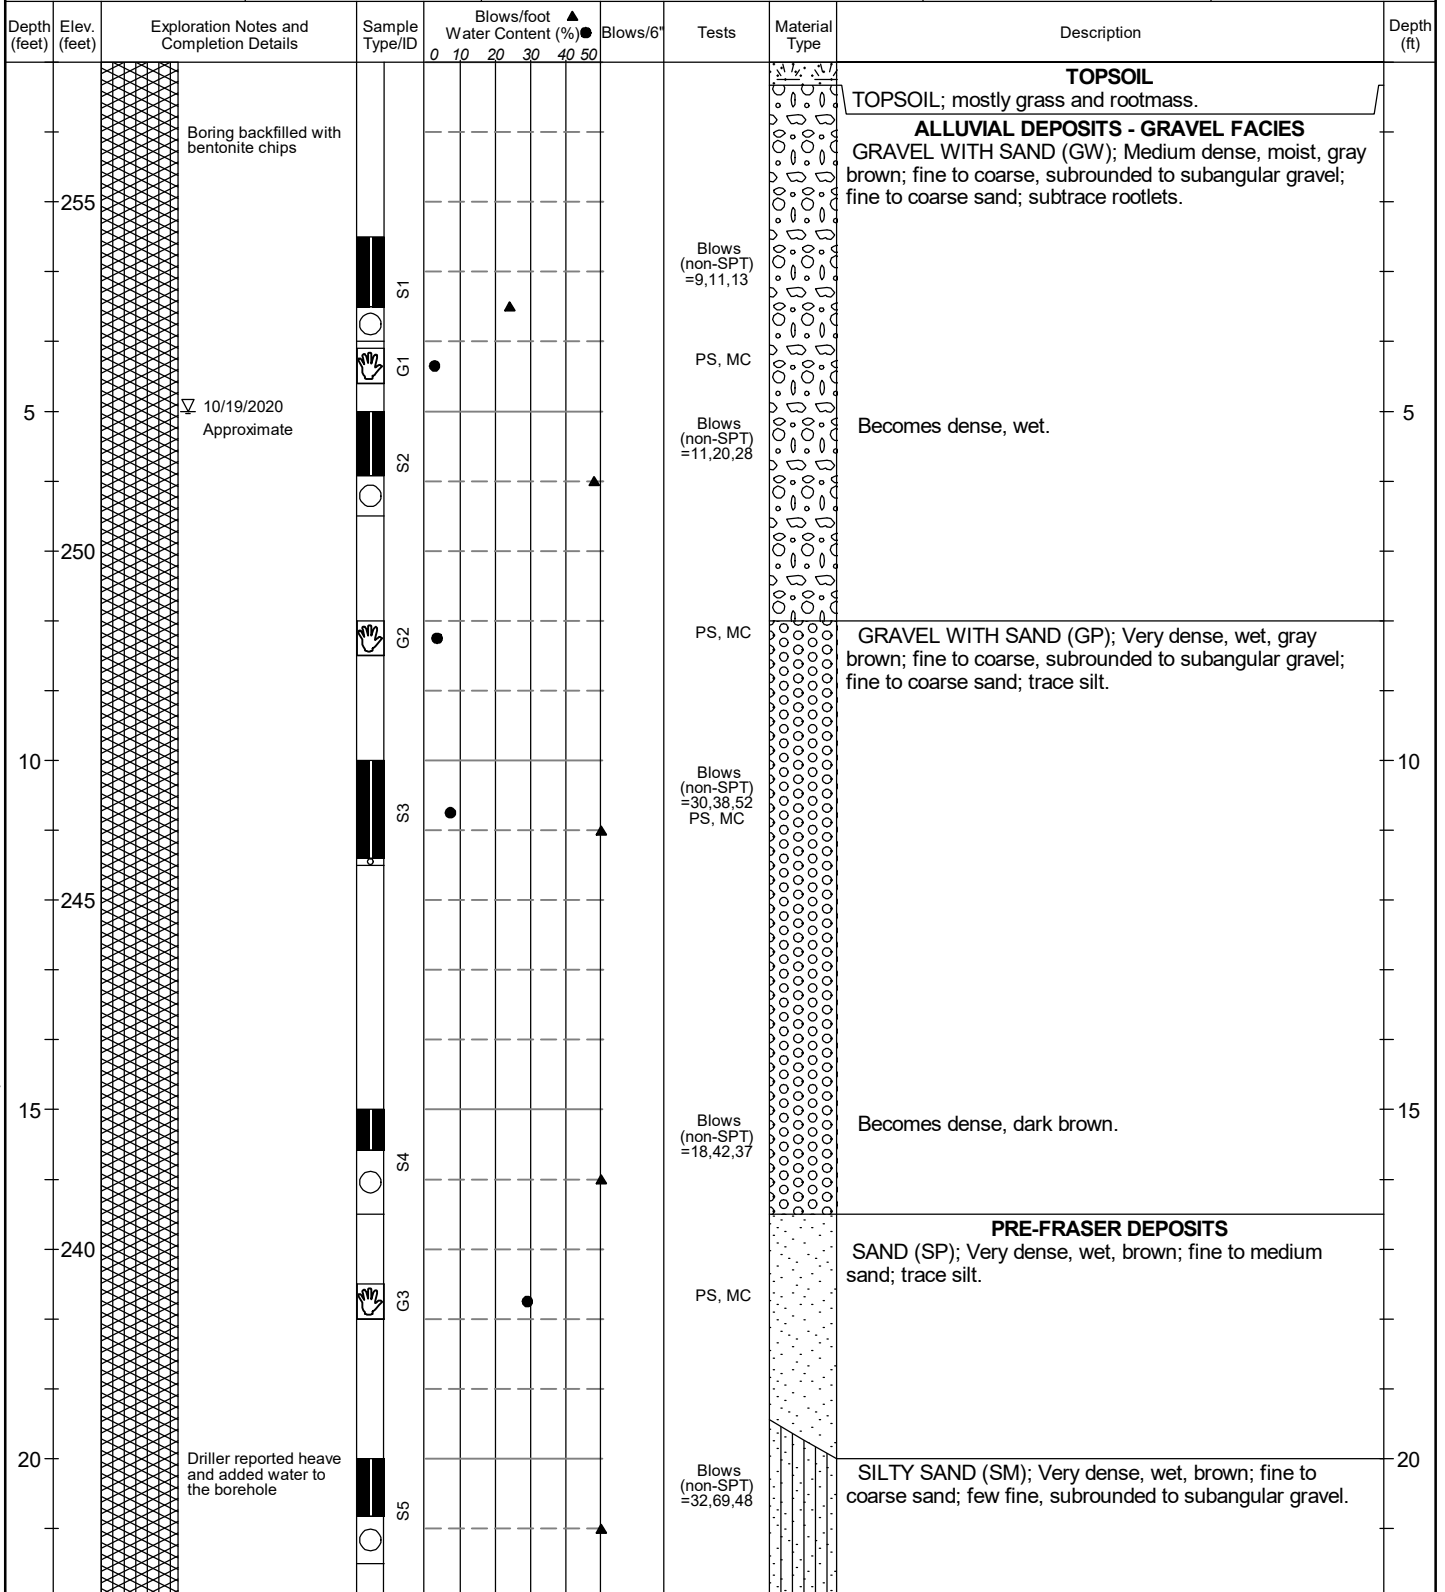 Depth
(feet)
Elev.
(feet)
Exploration Notes and
Completion Details
Sample
Type/ID
Blows/foot ▲
Water Content (%) ●
0 10 20 30 40 50
Blows/6"
Tests
Material
Type
Description
Depth
(ft)
TOPSOIL
TOPSOIL; mostly grass and rootmass.
ALLUVIAL DEPOSITS - GRAVEL FACIES
Boring backfilled with
bentonite chips
GRAVEL WITH SAND (GW); Medium dense, moist, gray
brown; fine to coarse, subrounded to subangular gravel;
fine to coarse sand; subtrace rootlets.
255
S1
Blows
(non-SPT)
=9,11,13
G1
PS, MC
5
10/19/2020
Approximate
S2
Blows
(non-SPT)
=11,20,28
Becomes dense, wet.
5
250
G2
PS, MC
GRAVEL WITH SAND (GP); Very dense, wet, gray
brown; fine to coarse, subrounded to subangular gravel;
fine to coarse sand; trace silt.
10
S3
Blows
(non-SPT)
=30,38,52
PS, MC
10
245
15
S4
Blows
(non-SPT)
=18,42,37
Becomes dense, dark brown.
15
240
PRE-FRASER DEPOSITS
SAND (SP); Very dense, wet, brown; fine to medium
sand; trace silt.
G3
PS, MC
20
Driller reported heave
and added water to
the borehole
S5
Blows
(non-SPT)
=32,69,48
SILTY SAND (SM); Very dense, wet, brown; fine to
coarse sand; few fine, subrounded to subangular gravel.
20